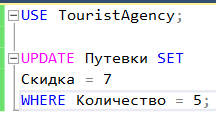 USE TouristAgency;
UPDATE Путевки SET
Скидка = 7
WHERE Количество = 5;